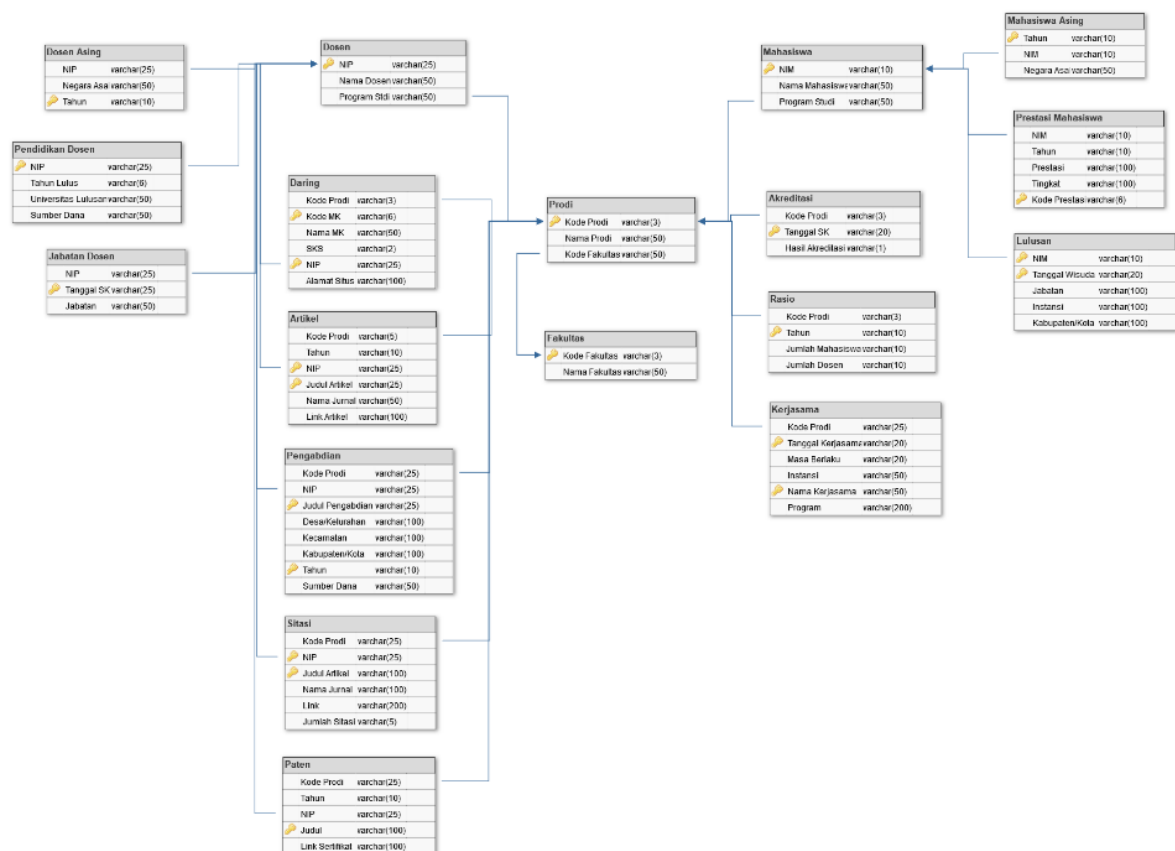 Dosen Asing
NIP varchar(25)
Negara Asa varchar(50)
Tahun varchar(10)
Pendidikan Dosen
NIP varchar(25)
Tahun Lulus varchar(6)
Universitas Lulusan varchar(50)
Sumber Dana varchar(50)
Jabatan Dosen
NIP varchar(25)
Tanggal SK varchar(25)
Jabatan varchar(50)
Dosen
NIP varchar(25)
Nama Dosen varchar(50)
Program Stdi varchar(50)
Daring
Kode Prodi varchar(3)
Kode MK varchar(6)
Nama MK varchar(50)
SKS varchar(2)
NIP varchar(25)
Alamat Situs varchar(100)
Artikel
Kode Prodi varchar(5)
Tahun varchar(10)
NIP varchar(25)
Judul Artikel varchar(25)
Nama Jurnal varchar(50)
Link Artikel varchar(100)
Pengabdian
Kode Prodi varchar(25)
NIP varchar(25)
Judul Pengabdian varchar(25)
Desa/Kelurahan varchar(100)
Kecamatan varchar(100)
Kabupaten/Kota varchar(100)
Tahun varchar(10)
Sumber Dana varchar(50)
Sitasi
Kode Prodi varchar(25)
NIP varchar(25)
Judul Artikel varchar(100)
Nama Jurnal varchar(100)
Link varchar(200)
Jumlah Sitasi varchar(5)
Paten
Kode Prodi varchar(25)
Tahun varchar(10)
NIP varchar(25)
Judul varchar(100)
Link Sertifikat varchar(100)
Prodi
Kode Prodi varchar(3)
Nama Prodi varchar(50)
Kode Fakultas varchar(50)
Fakultas
Kode Fakultas varchar(3)
Nama Fakultas varchar(50)
Mahasiswa
NIM varchar(10)
Nama Mahasiswa varchar(50)
Program Studi varchar(50)
Akreditasi
Kode Prodi varchar(3)
Tanggal SK varchar(20)
Hasil Akreditasi varchar(1)
Rasio
Kode Prodi varchar(3)
Tahun varchar(10)
Jumlah Mahasiswa varchar(10)
Jumlah Dosen varchar(10)
Kerjasama
Kode Prodi varchar(25)
Tanggal Kerjasama varchar(20)
Masa Berlaku varchar(20)
Instansi varchar(50)
Nama Kerjasama varchar(50)
Program varchar(200)
Mahasiswa Asing
Tahun varchar(10)
NIM varchar(10)
Negara Asa varchar(50)
Prestasi Mahasiswa
NIM varchar(10)
Tahun varchar(10)
Prestasi varchar(100)
Tingkat varchar(100)
Kode Prestasi varchar(6)
Lulusan
NIM varchar(10)
Tanggal Wisuda varchar(20)
Jabatan varchar(100)
Instansi varchar(100)
Kabupaten/Kota varchar(100)